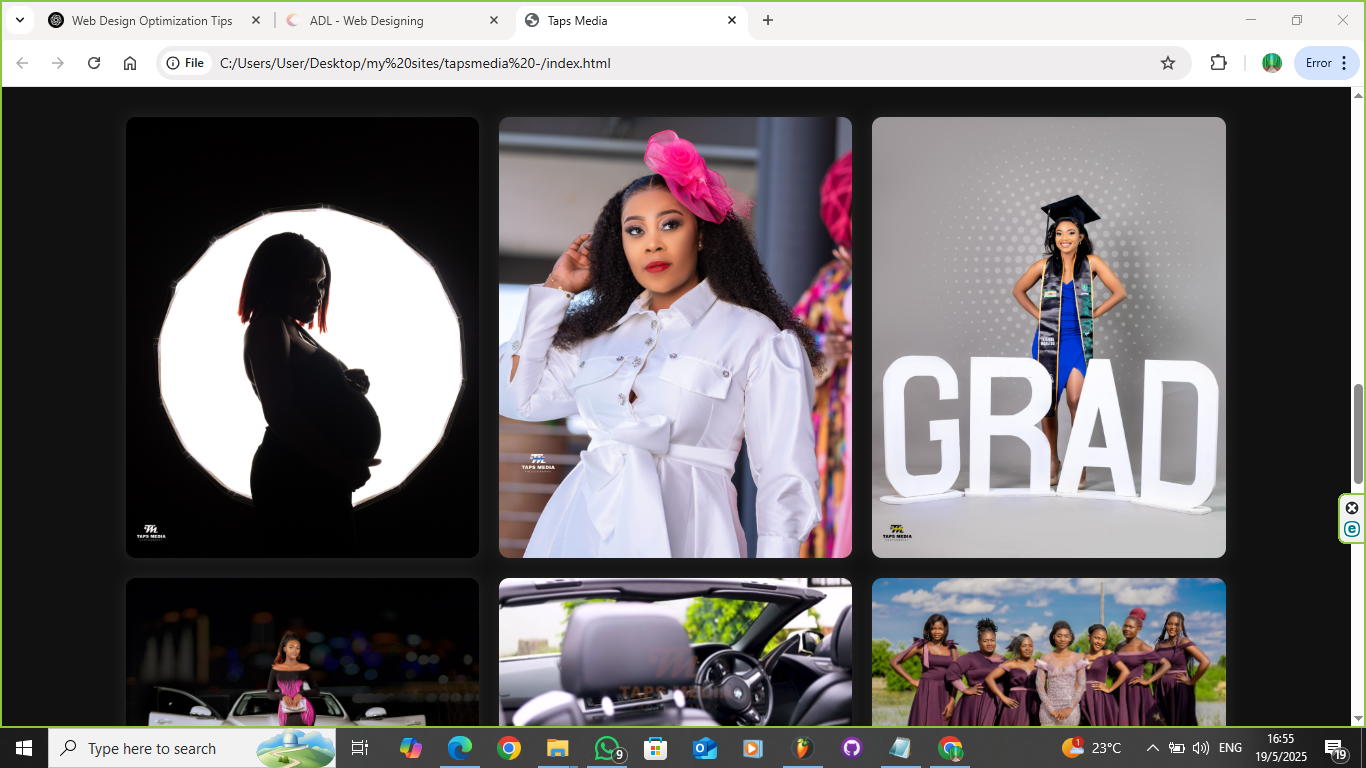 Web Design Optimization Tips
ADL - Web Designing
Taps Media
File
C:/Users/User/Desktop/my%20sites/tapsmedia%20-/index.html
Error
TAPS MEDIA
TAPS MEDIA
GRAD
TAPS MEDIA
TAPS MEDIA
Type here to search
9
1
23°C
ENG
16:55
19/5/2025
19